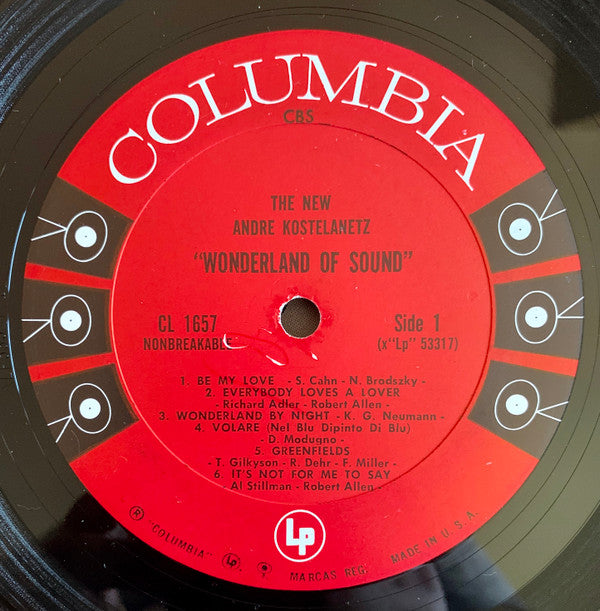 COLUMBIA
CBS
THE NEW
ANDRE KOSTELANETZ
"WONDERLAND OF SOUND"
CL 1657 Side 1
NONBREAKABLE (x"Lp" 53317)
1. BE MY LOVE - S. Cahn - N. Brodszky -
2. EVERYBODY LOVES A LOVER
- Richard Adler - Robert Allen -
3. WONDERLAND BY NIGHT - K. G. Neumann -
4. VOLARE (Nel Blu Dipinto Di Blu)
- D. Modugno -
5. GREENFIELDS
- T. Gilkyson - R. Dehr - F. Miller -
6. IT'S NOT FOR ME TO SAY
- Al Stillman - Robert Allen -
Lp
® "COLUMBIA" Lp MARCAS REG. MADE IN U.S.A.